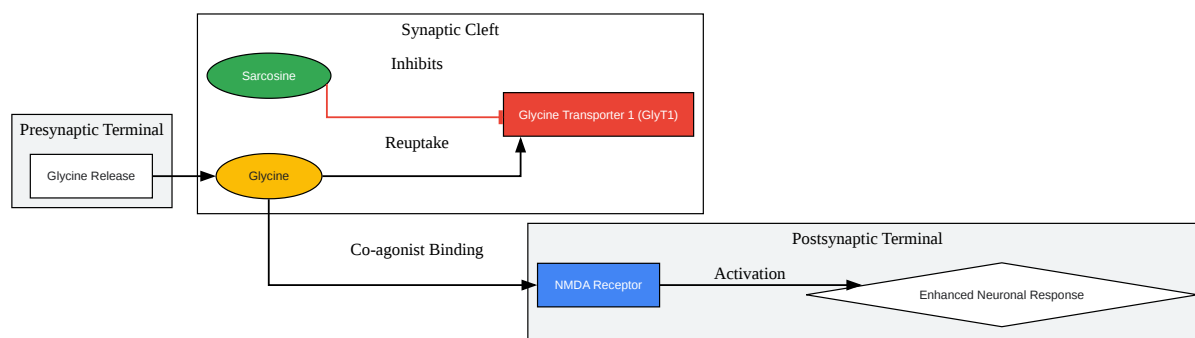 Synaptic Cleft
Sarcosine
Inhibits
Glycine Transporter 1 (GlyT1)
Presynaptic Terminal
Reuptake
Glycine Release
Glycine
Postsynaptic Terminal
Co-agonist Binding
NMDA Receptor
Activation
Enhanced Neuronal Response